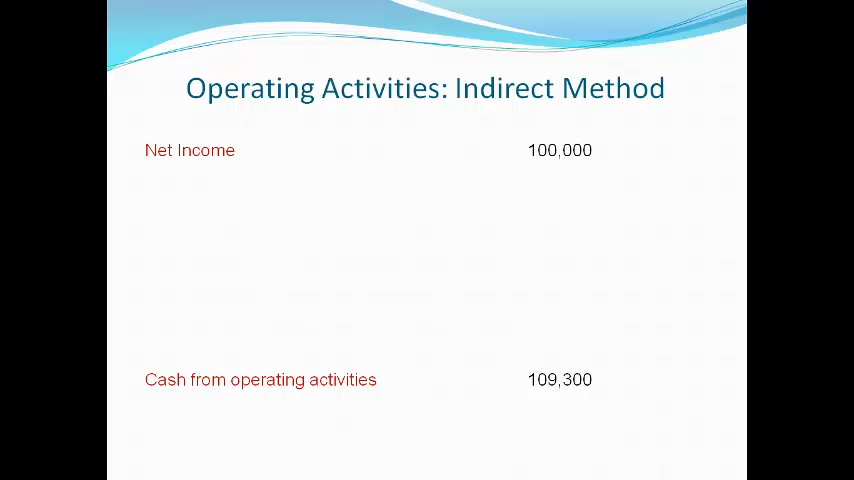 Operating Activities: Indirect Method
Net Income 100,000
Cash from operating activities 109,300